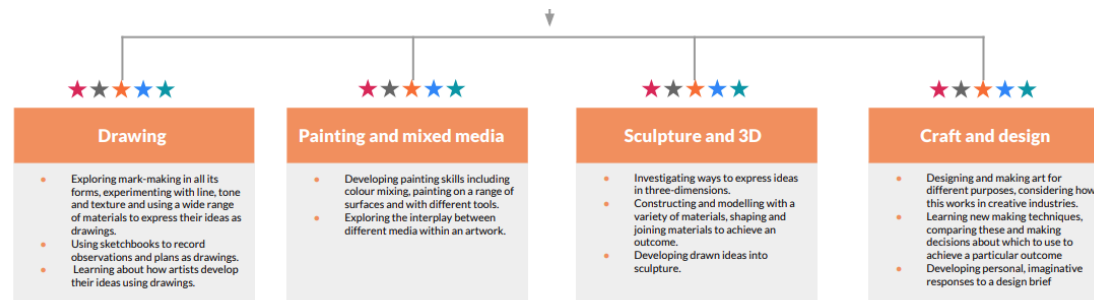 Drawing
Exploring mark-making in all its
forms, experimenting with line, tone
and texture and using a wide range
of materials to express their ideas as
drawings.
Using sketchbooks to record
observations and plans as drawings.
Learning about how artists develop
their ideas using drawings.
Painting and mixed media
Developing painting skills including
colour mixing, painting on a range of
surfaces and with different tools.
Exploring the interplay between
different media within an artwork.
Sculpture and 3D
Investigating ways to express ideas
in three-dimensions.
Constructing and modelling with a
variety of materials, shaping and
joining materials to achieve an
outcome.
Developing drawn ideas into
sculpture.
Craft and design
Designing and making art for
different purposes, considering how
this works in creative industries.
Learning new making techniques,
comparing these and making
decisions about which to use to
achieve a particular outcome
Developing personal, imaginative
responses to a design brief